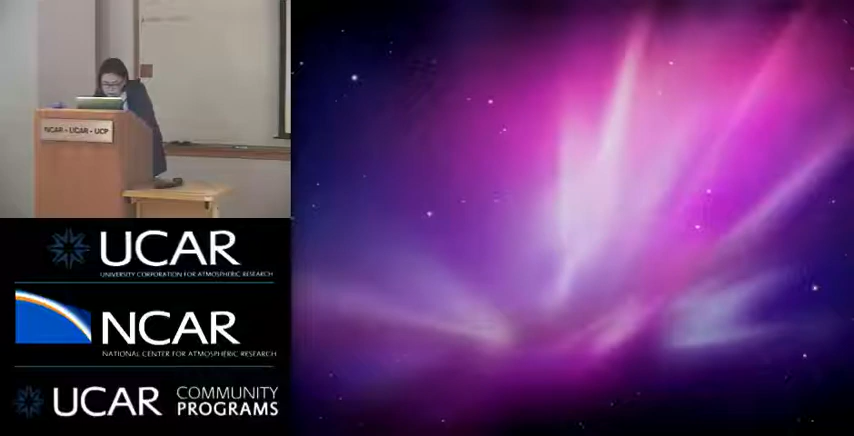 NCAR • UCAR • UCP
UCAR
UNIVERSITY CORPORATION FOR ATMOSPHERIC RESEARCH
NCAR
NATIONAL CENTER FOR ATMOSPHERIC RESEARCH
UCAR COMMUNITY
PROGRAMS